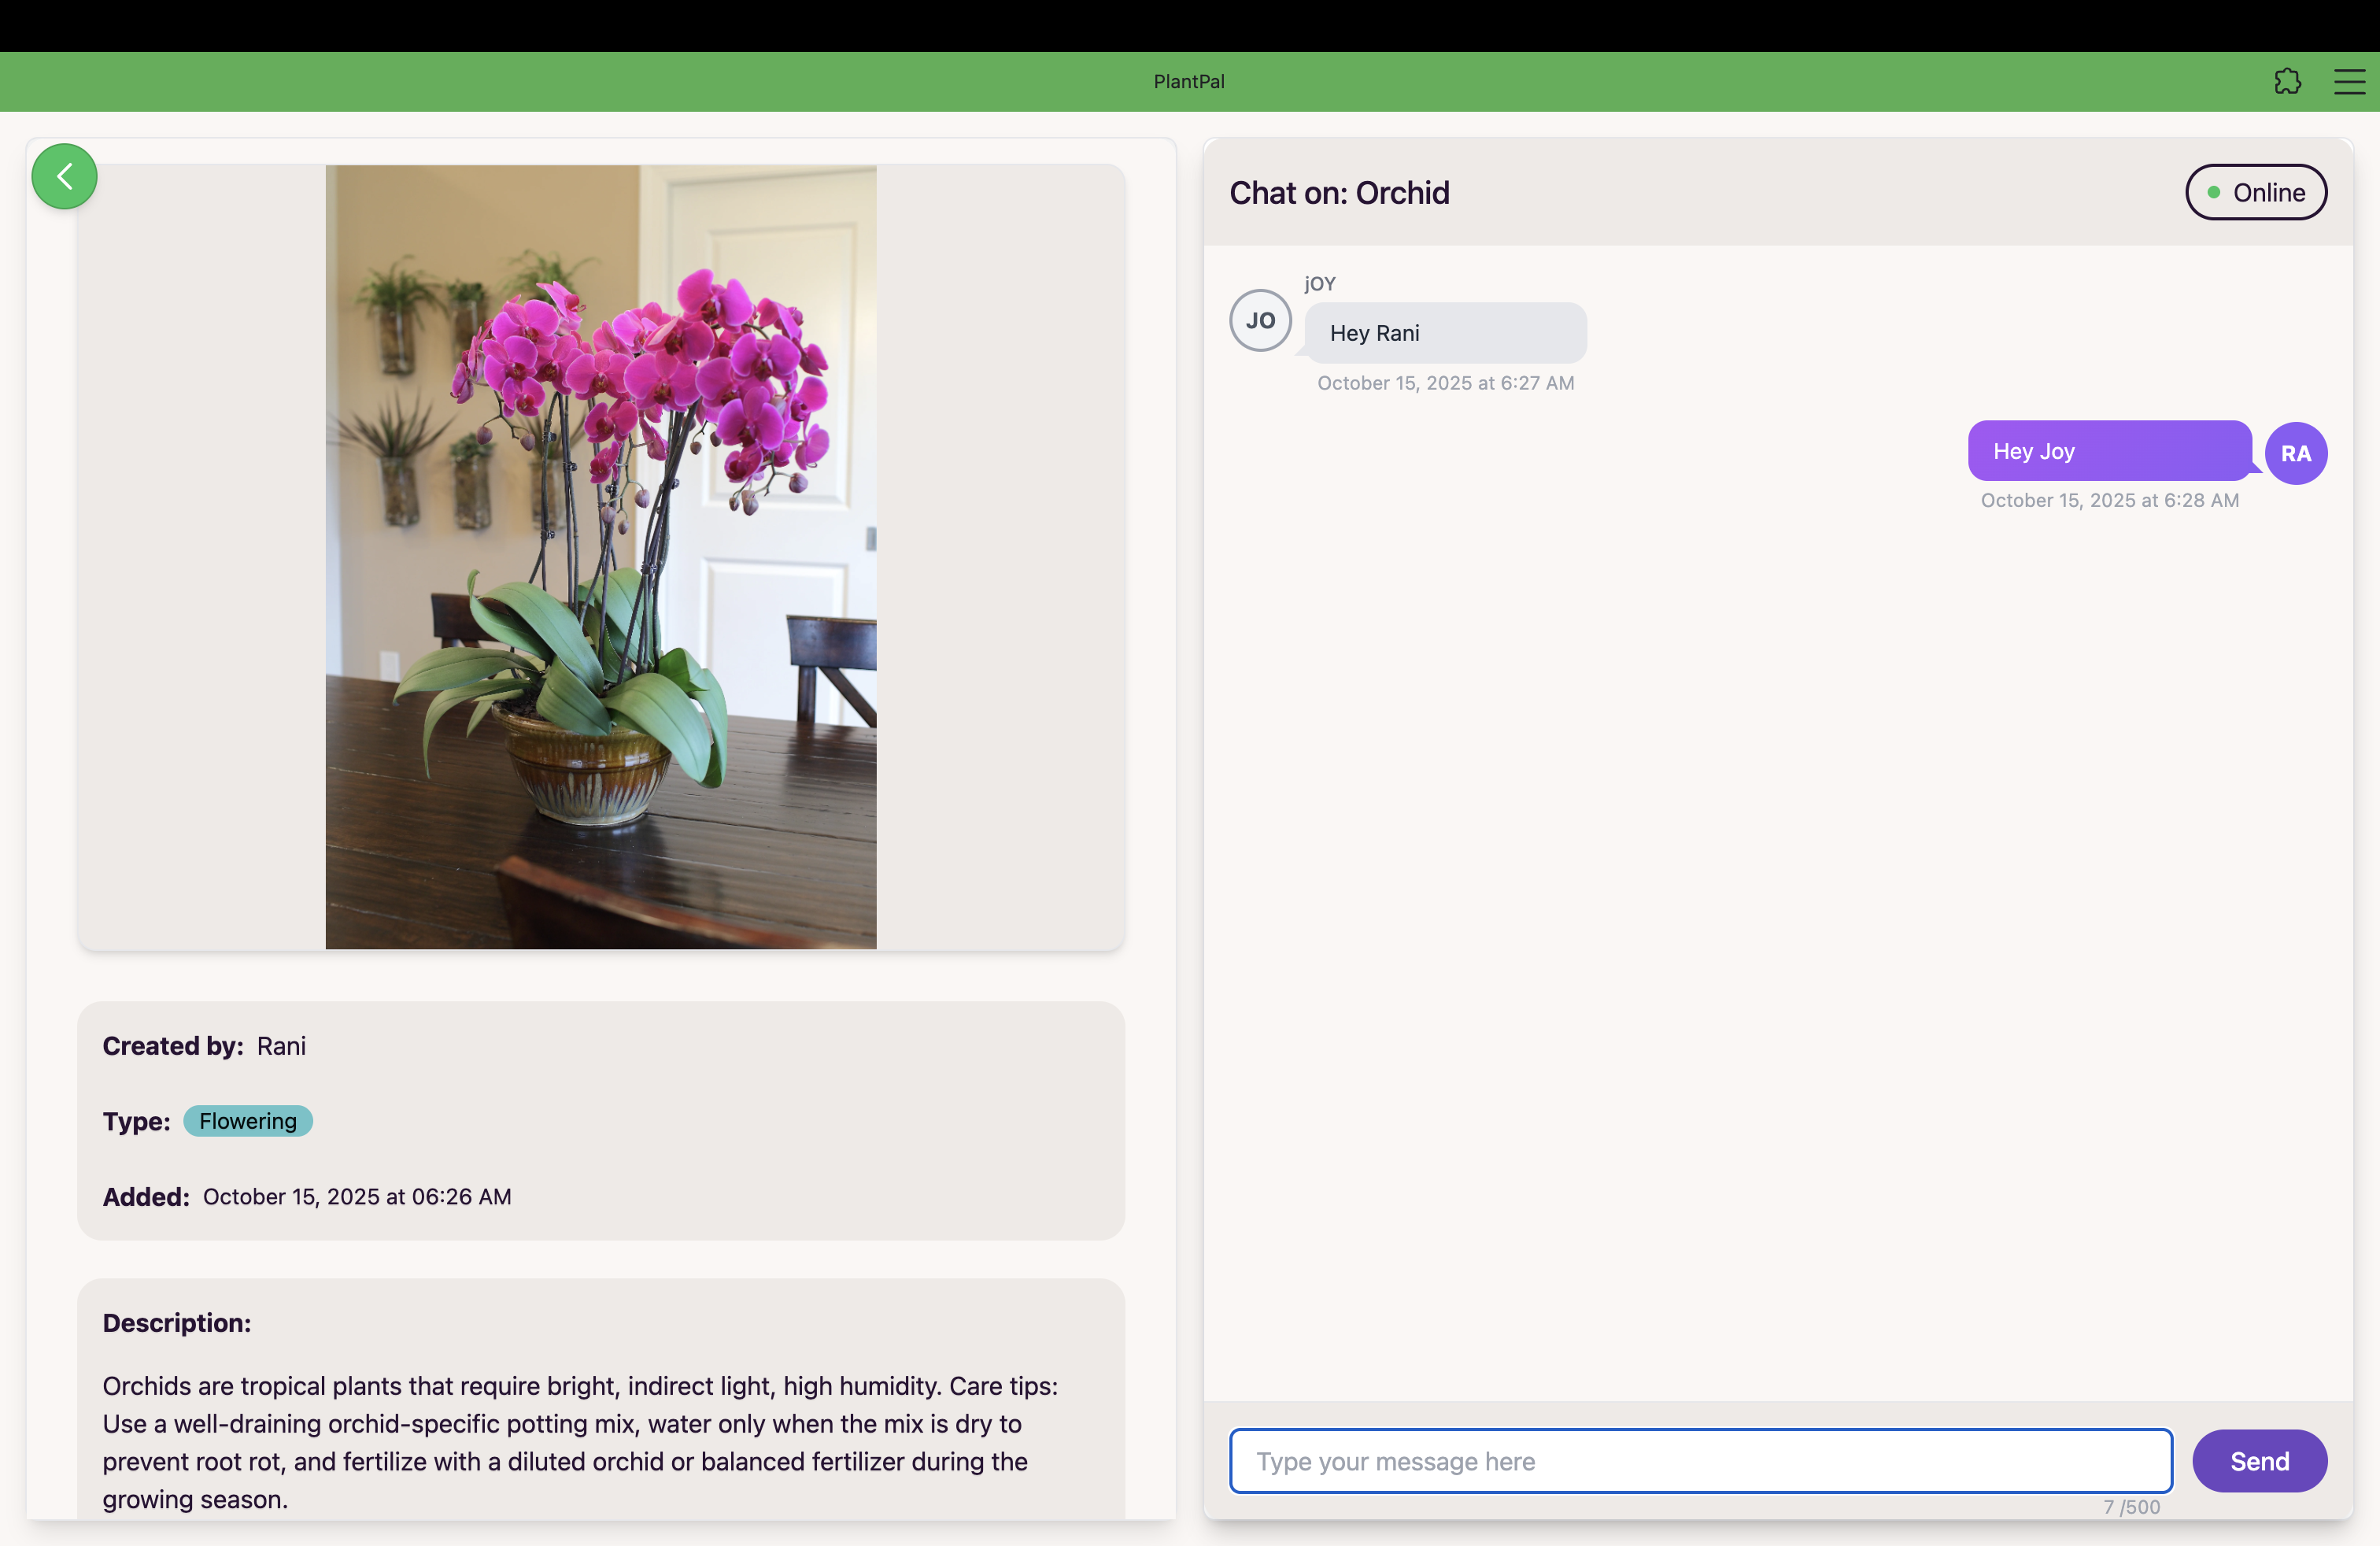 PlantPal
Created by: Rani
Type: Flowering
Added: October 15, 2025 at 06:26 AM
Description:
Orchids are tropical plants that require bright, indirect light, high humidity. Care tips:
Use a well-draining orchid-specific potting mix, water only when the mix is dry to
prevent root rot, and fertilize with a diluted orchid or balanced fertilizer during the
growing season.
Chat on: Orchid
Online
jOY
JO
Hey Rani
October 15, 2025 at 6:27 AM
Hey Joy
RA
October 15, 2025 at 6:28 AM
Type your message here
Send
7 /500